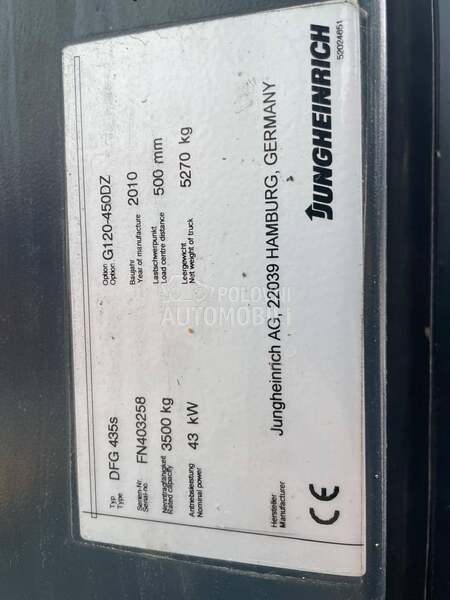 Typ
Type DFG 435s
Option
Option G120-450DZ
Serien-Nr.
Serial-no. FN403258
Baujahr
Year of manufacture 2010
Nenntragfähigkeit
Rated capacity 3500 kg
Lastschwerpunkt
Load centre distance 500 mm
Antriebsleistung
Nominal power 43 kW
Leergewicht
Net weight of truck 5270 kg
Hersteller
Manufacturer
Jungheinrich AG, 22039 HAMBURG, GERMANY
CE
JUNGHEINRICH
52024851
POLOVNI
AUTOMOBILI